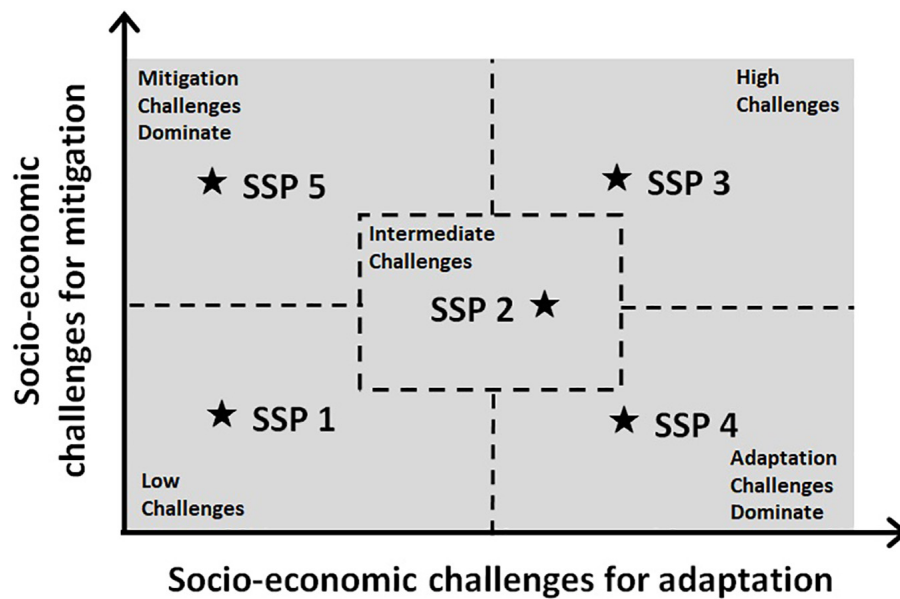 Mitigation
Challenges
Dominate
High
Challenges
SSP 5
SSP 3
Intermediate
Challenges
SSP 2
SSP 1
SSP 4
Low
Challenges
Adaptation
Challenges
Dominate
Socio-economic
challenges for mitigation
Socio-economic challenges for adaptation